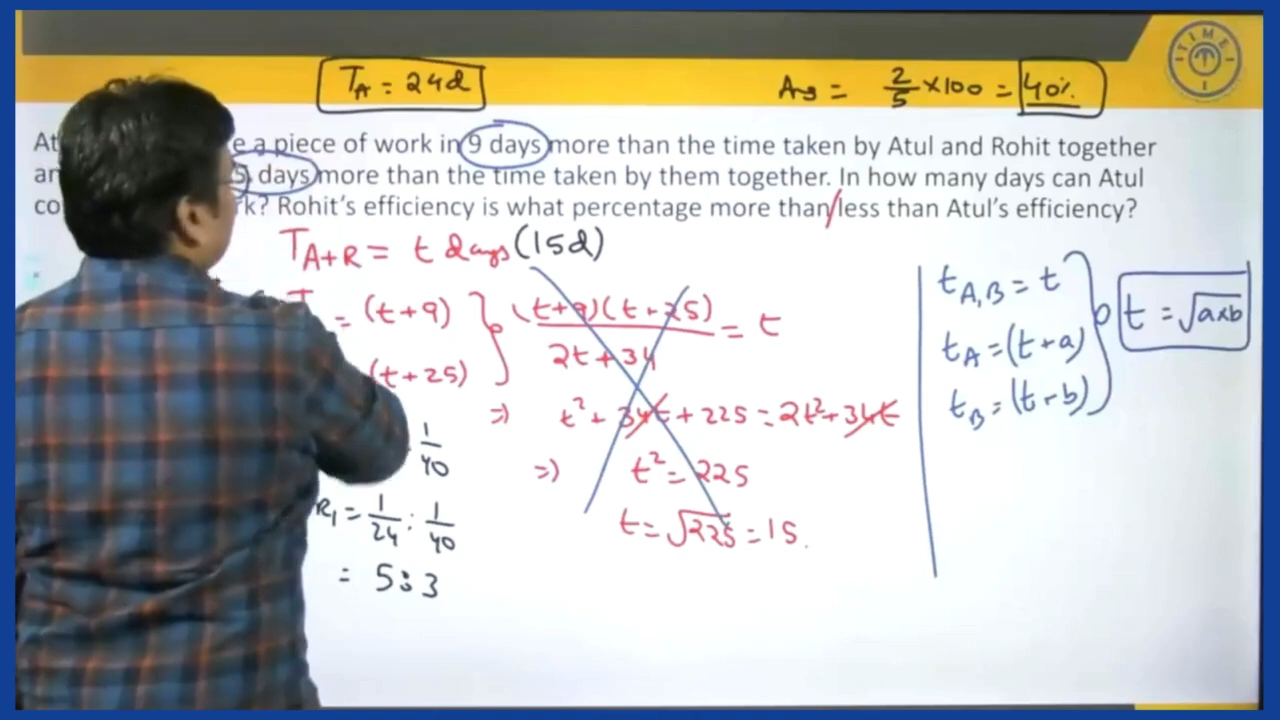 T_A = 24d
Ans = 2/5 × 100 = 40%
TIME
a piece of work in 9 days more than the time taken by Atul and Rohit together
days more than the time taken by them together. In how many days can Atul
Rohit's efficiency is what percentage more than/less than Atul's efficiency?
T_A+R = t days (15d)
= (t+9)
(t+25)
(t+9)(t+25)/2t+34 = t
⇒) t² + 34t + 225 = 2t² + 34t
⇒) t² = 225
t = √225 = 15.
1/40
R₁ = 1/24 : 1/40
= 5:3
t_A,B = t
t_A = (t+a)
t_B = (t+b)
t = √a×b